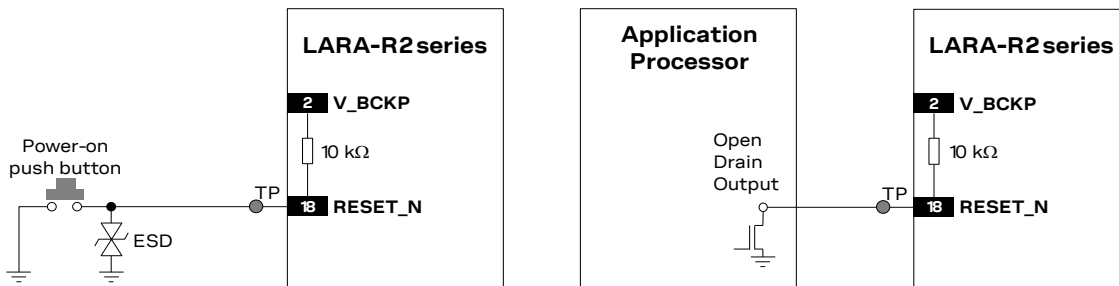 LARA-R2 series
2 V_BCKP
10 kΩ
Power-on
push button
TP
18 RESET_N
ESD
Application
Processor
Open
Drain
Output
TP
LARA-R2 series
2 V_BCKP
10 kΩ
18 RESET_N